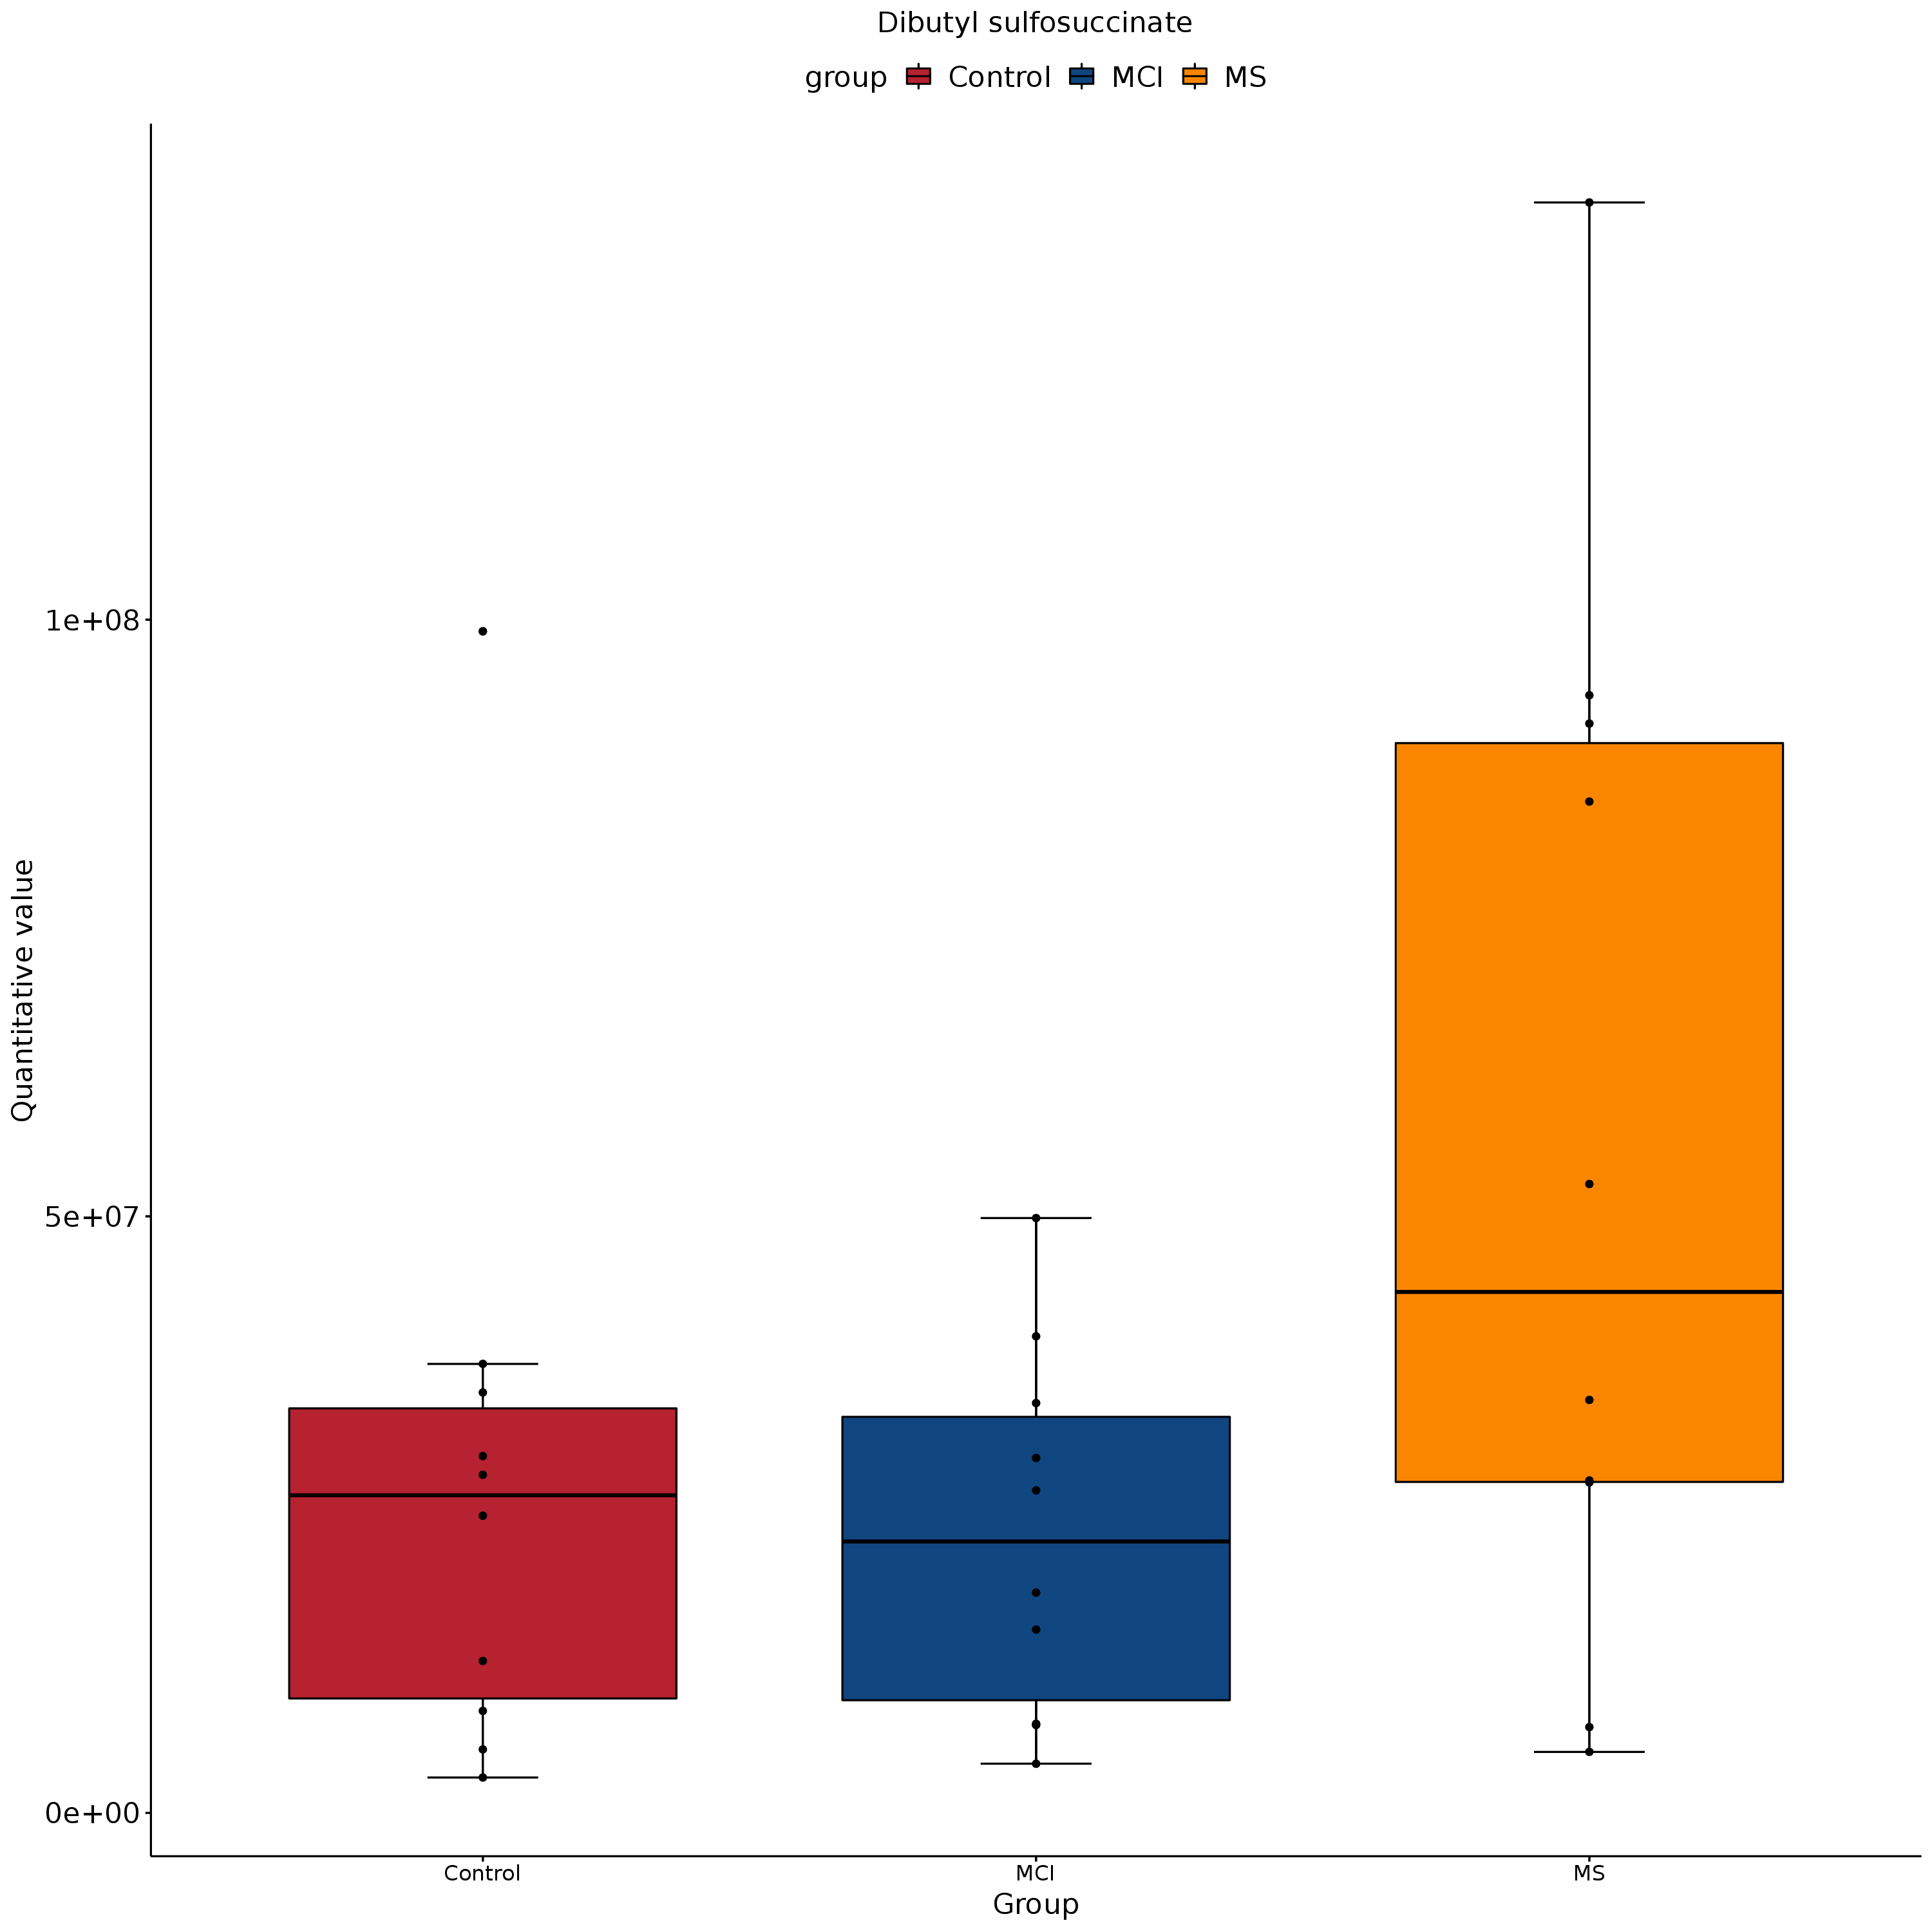 Dibutyl sulfosuccinate
group Control MCI MS
Quantitative value
1e+08
5e+07
0e+00
Control MCI MS
Group